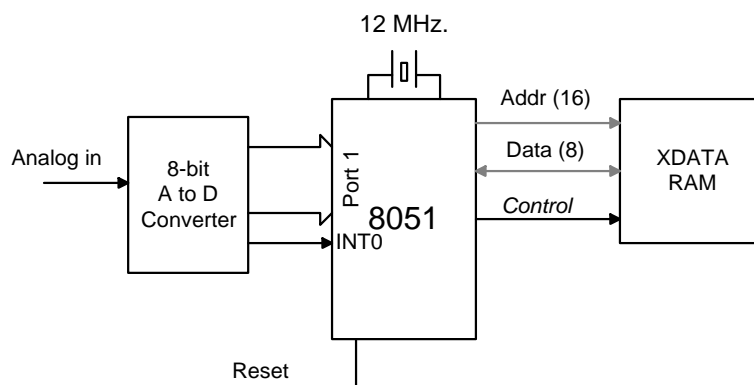 12 MHz.
Addr (16)
Analog in
8-bit
A to D
Converter
Port 1
8051
Data (8)
XDATA
RAM
Control
INT0
Reset